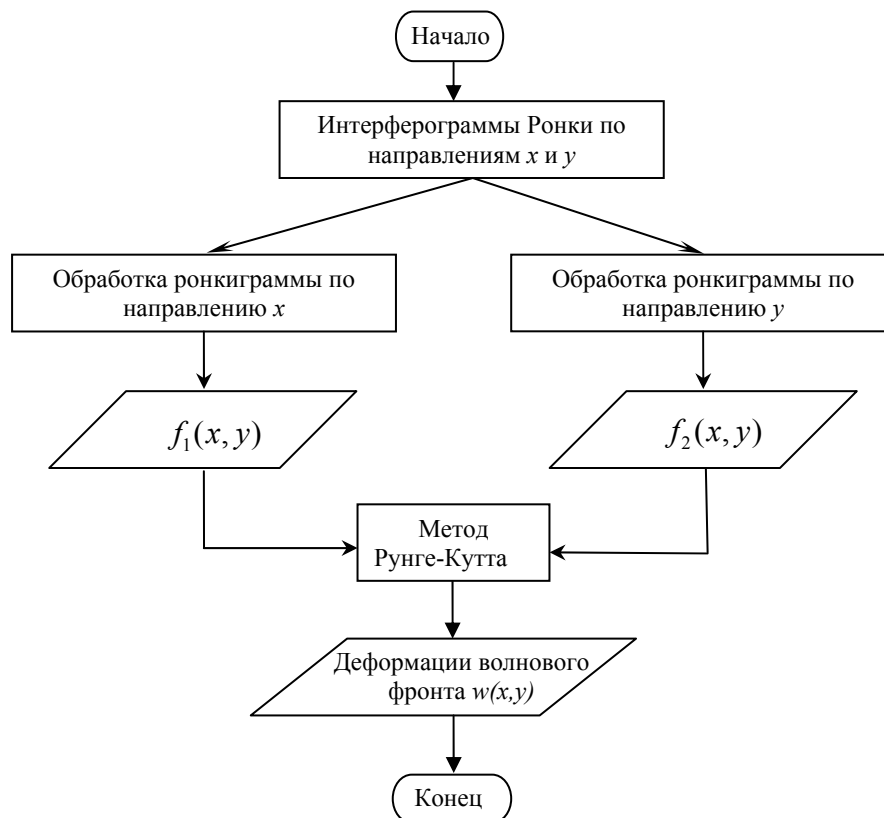 Начало
Интерферограммы Ронки по
направлениям x и y
Обработка ронкиграммы по
направлению x
Обработка ронкиграммы по
направлению y
f₁(x, y)
f₂(x, y)
Метод
Рунге-Кутта
Деформации волнового
фронта w(x,y)
Конец